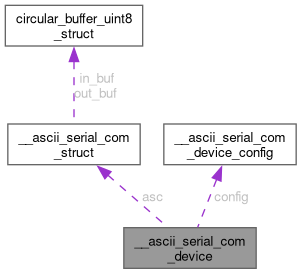 circular_buffer_uint8
_struct
in_buf
out_buf
__ascii_serial_com
_struct
__ascii_serial_com
_device_config
asc
config
__ascii_serial_com
_device